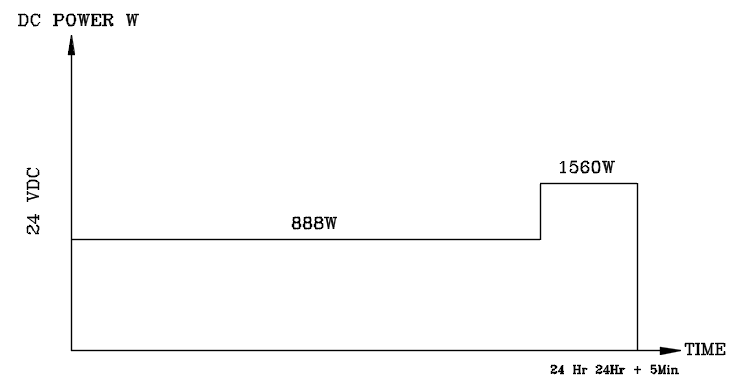 DC POWER W
1560W
24 VDC
888W
TIME
24 Hr 24Hr + 5Min